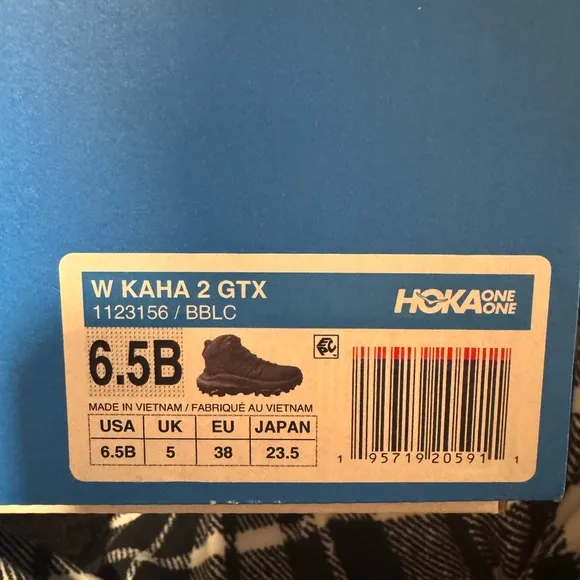 W KAHA 2 GTX
1123156 / BBLC
HOKA ONE ONE
6.5B
MADE IN VIETNAM / FABRIQUÉ AU VIETNAM
USA UK EU JAPAN
6.5B 5 38 23.5
1 95719 20591 1